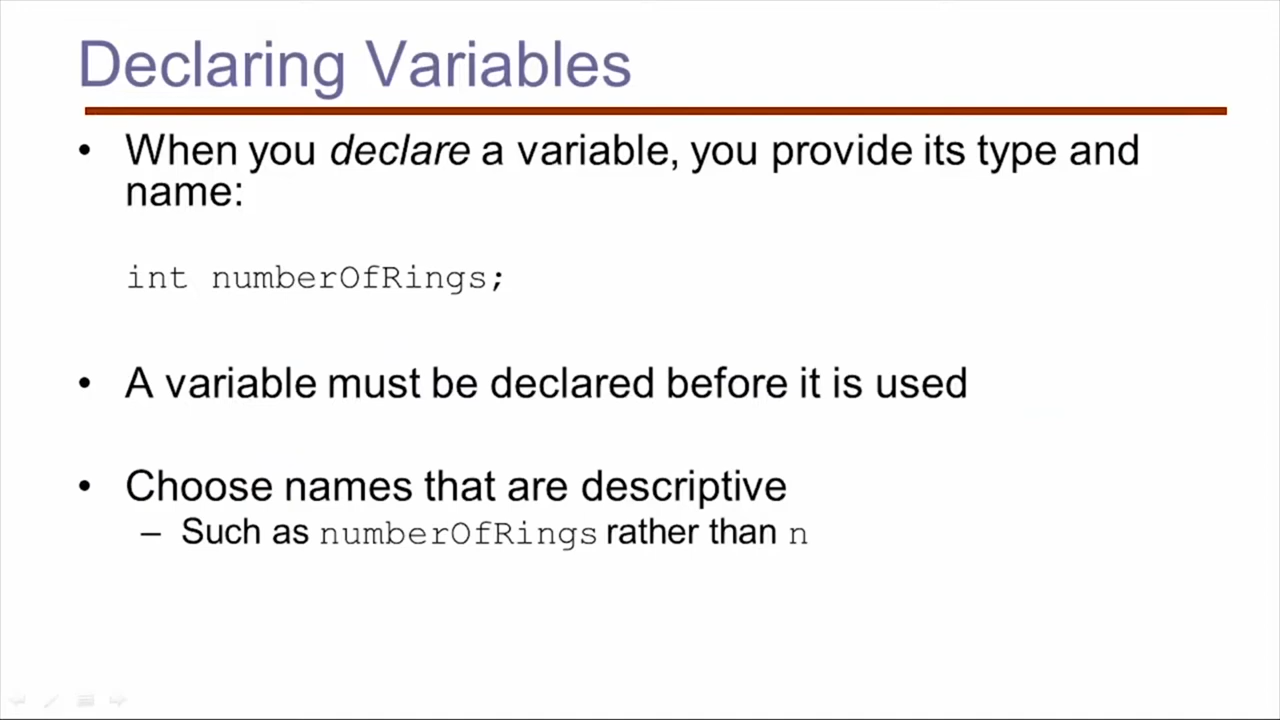 Declaring Variables
• When you declare a variable, you provide its type and
name:
int numberOfRings;
• A variable must be declared before it is used
• Choose names that are descriptive
– Such as numberOfRings rather than n